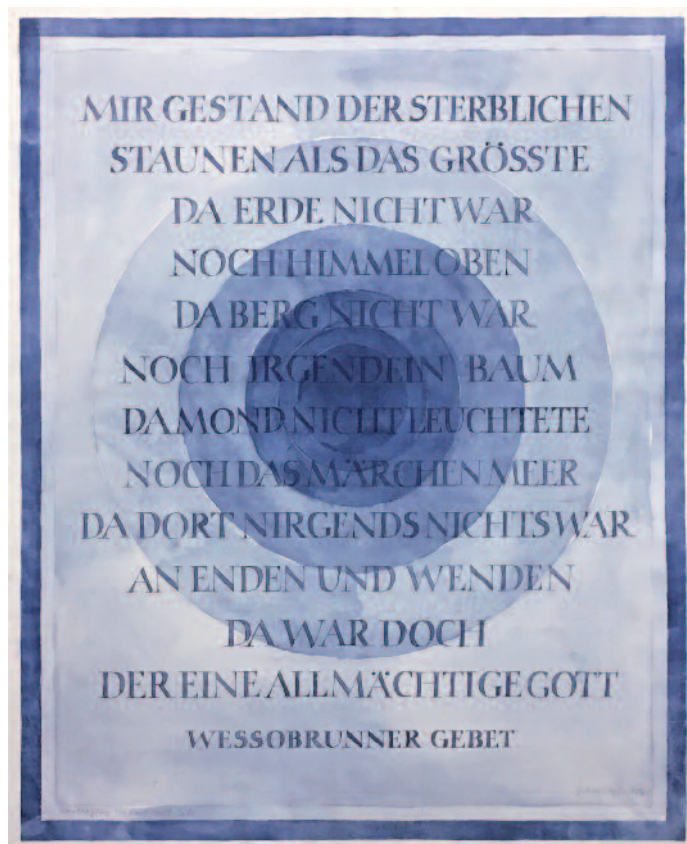 MIR GESTAND DER STERBLICHEN
STAUNEN ALS DAS GRÖSSTE
DA ERDE NICHT WAR
NOCH HIMMEL OBEN
DA BERG NICHT WAR
NOCH IRGENDEIN BAUM
DA MOND NICHT LEUCHTETE
NOCH DAS MÄRCHEN MEER
DA DORT NIRGENDS NICHTS WAR
AN ENDEN UND WENDEN
DA WAR DOCH
DER EINE ALLMÄCHTIGE GOTT
WESSOBRUNNER GEBET